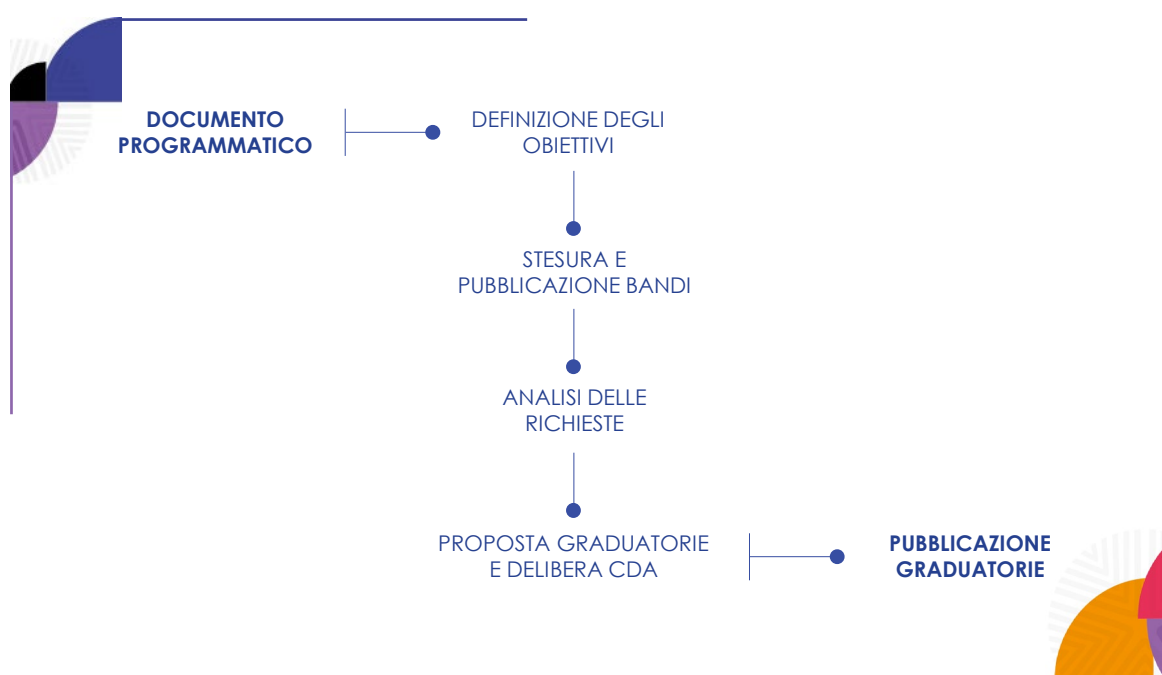 DOCUMENTO
PROGRAMMATICO
DEFINIZIONE DEGLI
OBIETTIVI
STESURA E
PUBBLICAZIONE BANDI
ANALISI DELLE
RICHIESTE
PROPOSTA GRADUATORIE
E DELIBERA CDA
PUBBLICAZIONE
GRADUATORIE